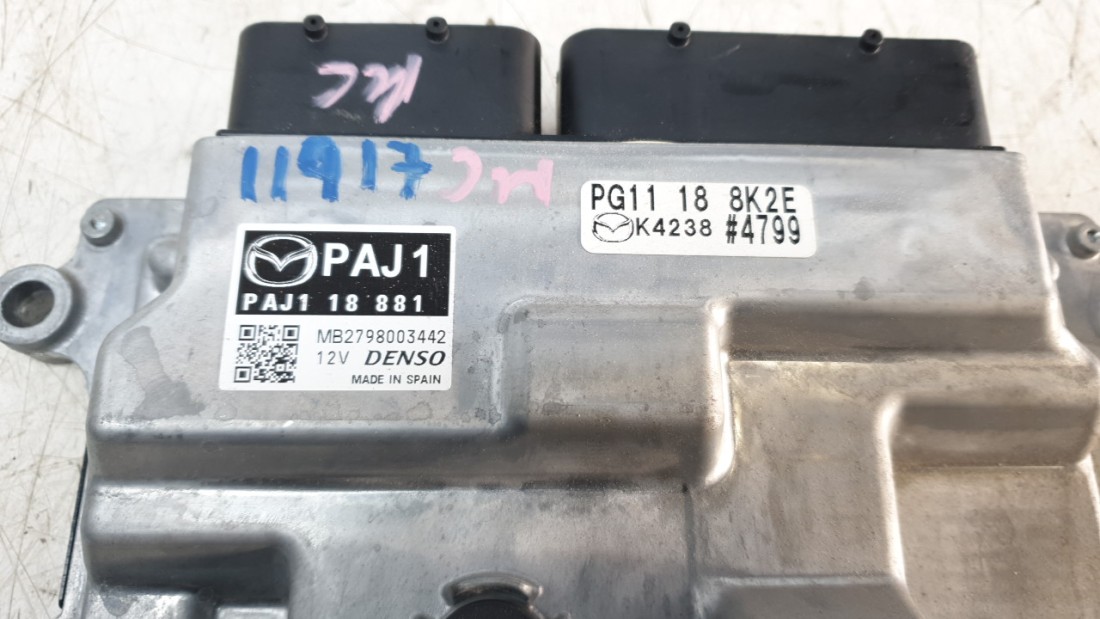 11917
PAJ1
PAJ1 18 881
MB2798003442
12V DENSO
MADE IN SPAIN
PG11 18 8K2E
K4238 #4799